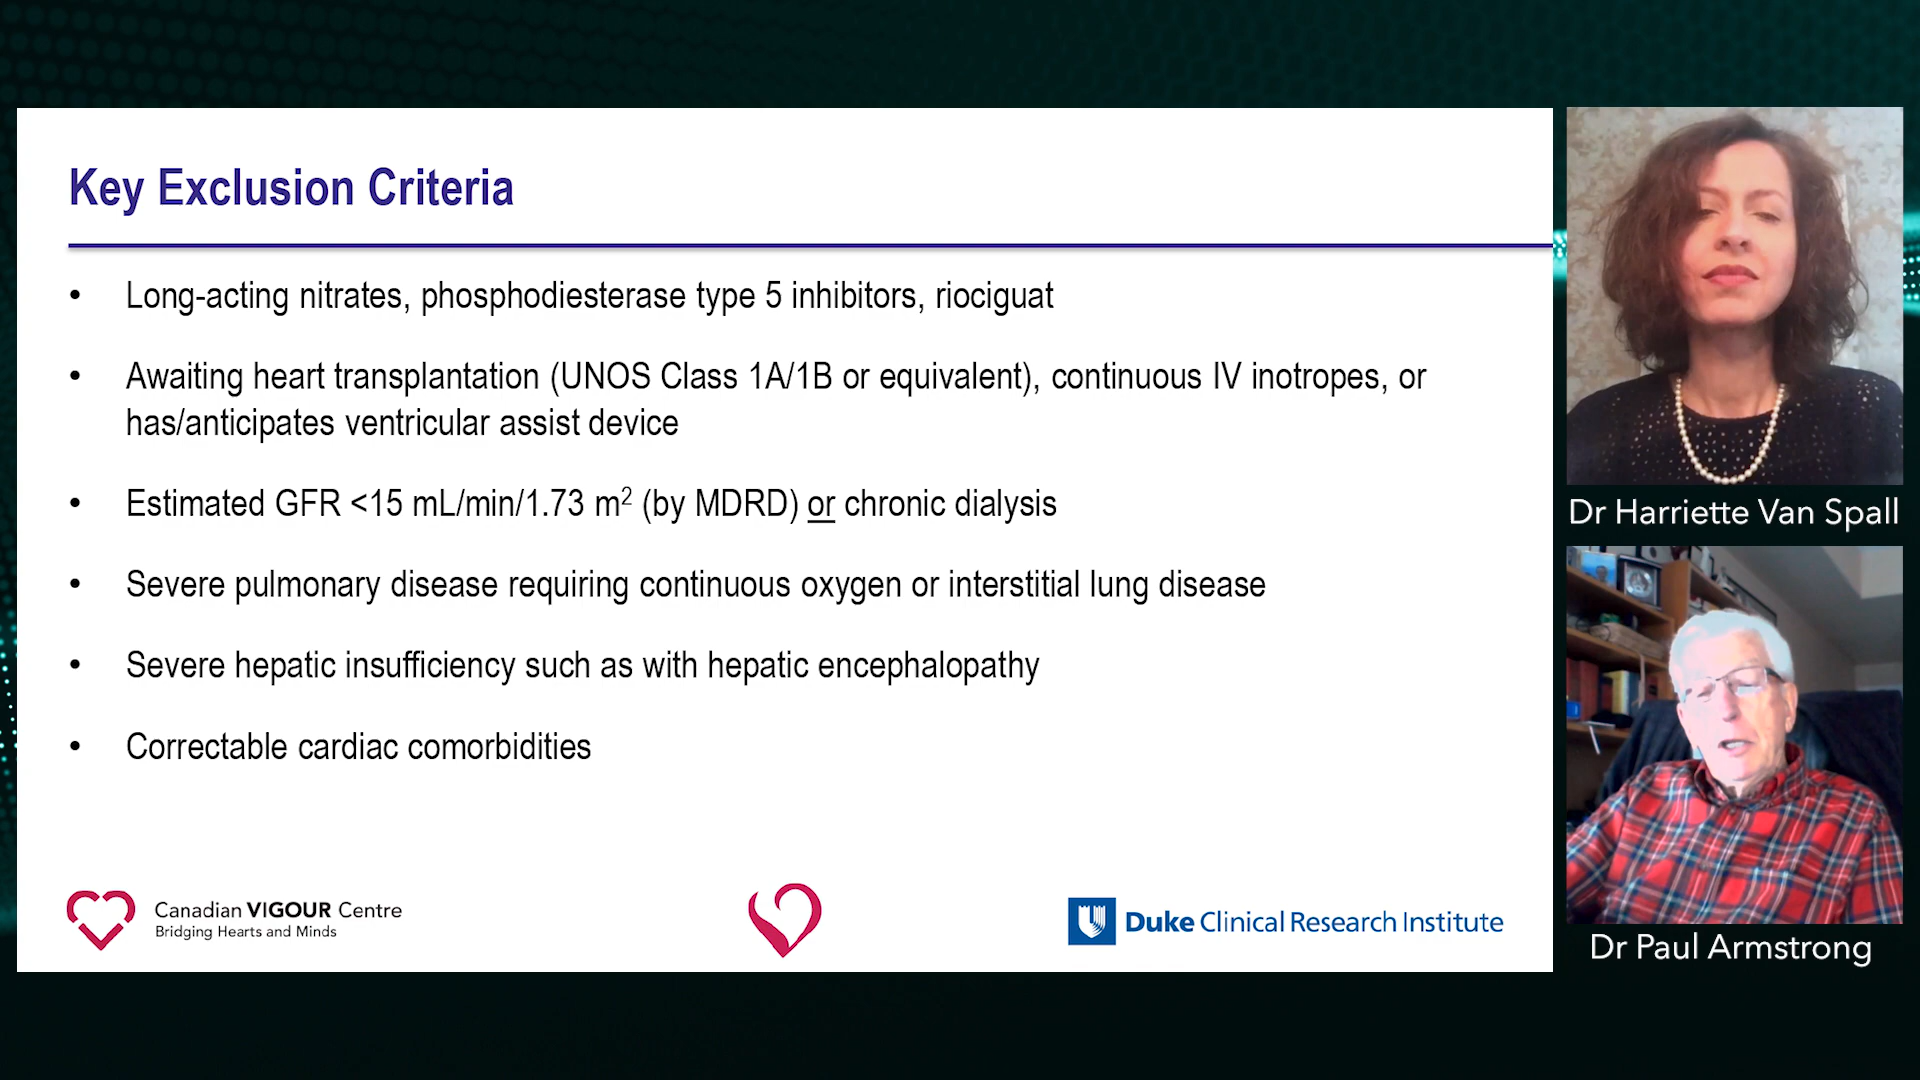 Key Exclusion Criteria
• Long-acting nitrates, phosphodiesterase type 5 inhibitors, riociguat
• Awaiting heart transplantation (UNOS Class 1A/1B or equivalent), continuous IV inotropes, or
has/anticipates ventricular assist device
• Estimated GFR <15 mL/min/1.73 m² (by MDRD) or chronic dialysis
• Severe pulmonary disease requiring continuous oxygen or interstitial lung disease
• Severe hepatic insufficiency such as with hepatic encephalopathy
• Correctable cardiac comorbidities
Canadian VIGOUR Centre
Bridging Hearts and Minds
Duke Clinical Research Institute
Dr Harriette Van Spall
Dr Paul Armstrong